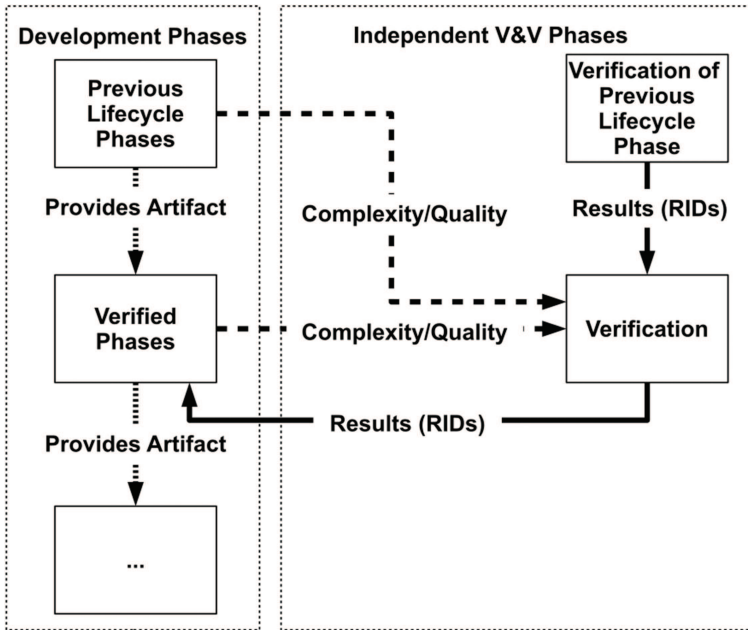 Development Phases
Previous
Lifecycle
Phases
Provides Artifact
Verified
Phases
Provides Artifact
...
Independent V&V Phases
Verification of
Previous
Lifecycle
Phase
Results (RIDs)
Complexity/Quality
Complexity/Quality
Verification
Results (RIDs)